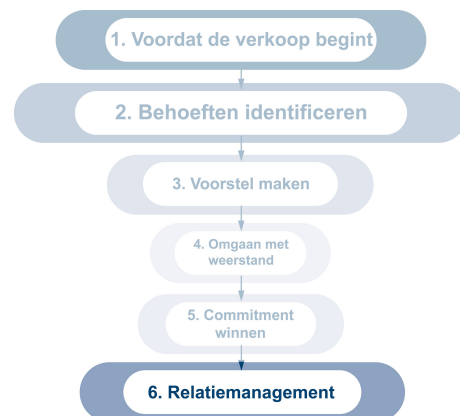 1. Voordat de verkoop begint
2. Behoeften identificeren
3. Voorstel maken
4. Omgaan met
weerstand
5. Commitment
winnen
6. Relatiemanagement